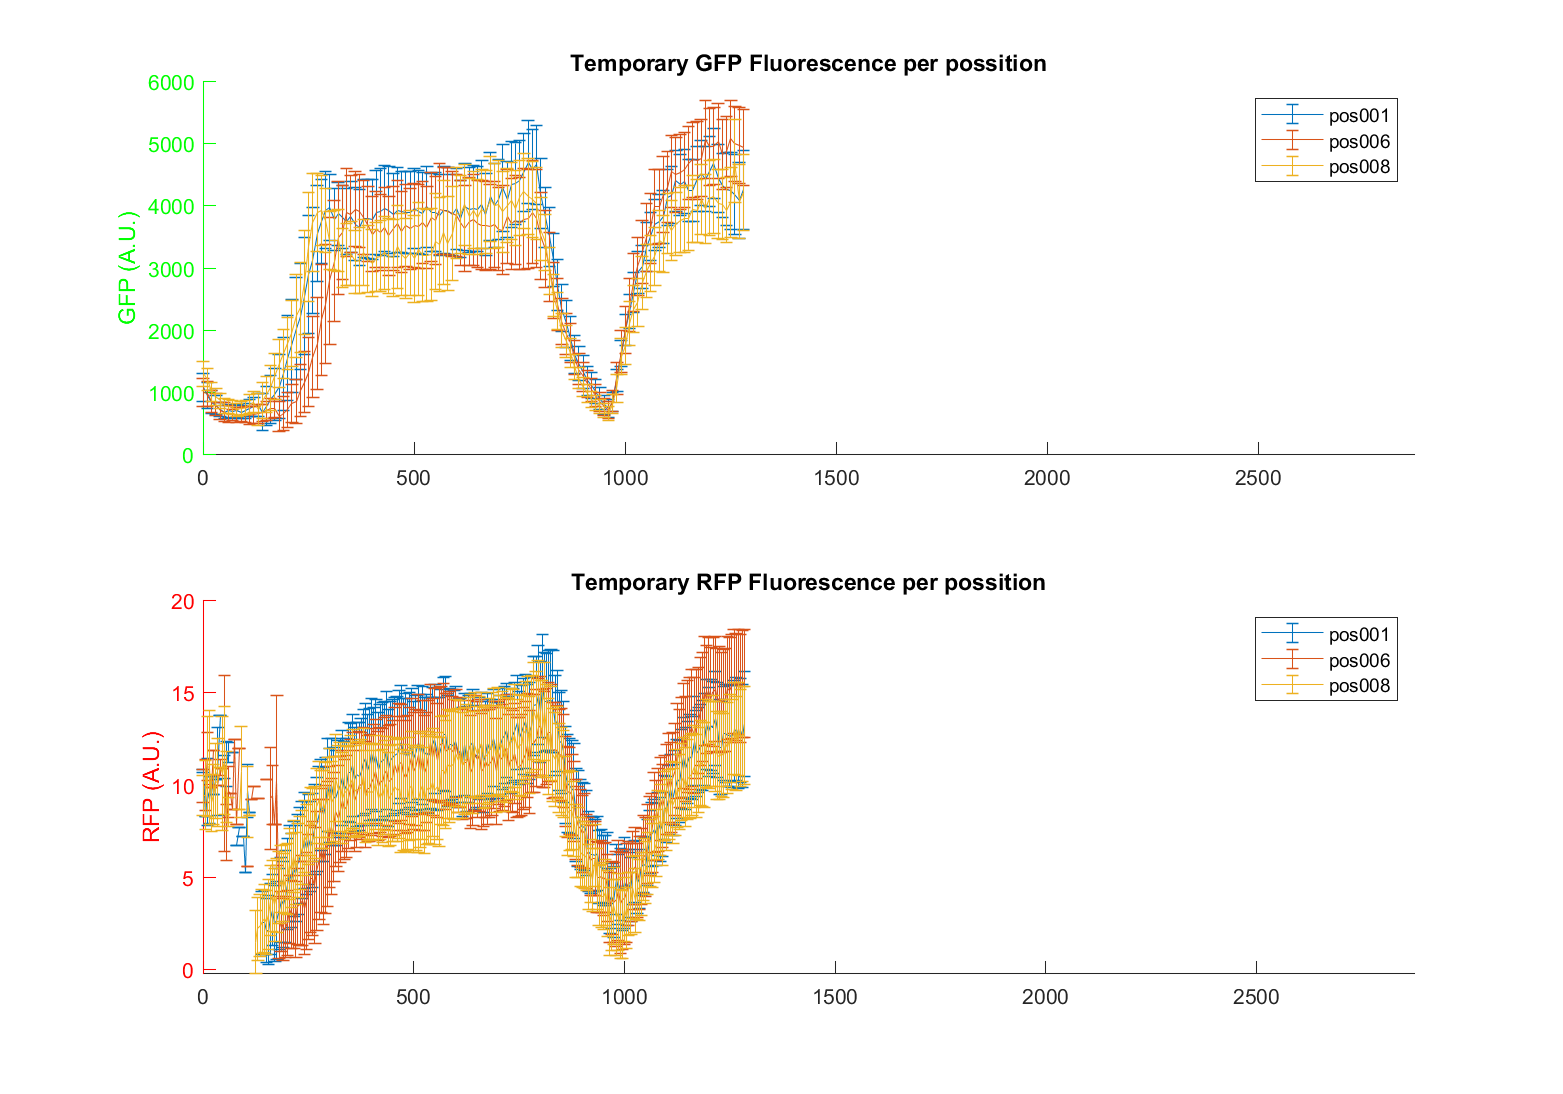 Temporary GFP Fluorescence per possition
GFP (A.U.)
6000
5000
4000
3000
2000
1000
0
0 500 1000 1500 2000 2500
pos001
pos006
pos008
Temporary RFP Fluorescence per possition
RFP (A.U.)
20
15
10
5
0
0 500 1000 1500 2000 2500
pos001
pos006
pos008